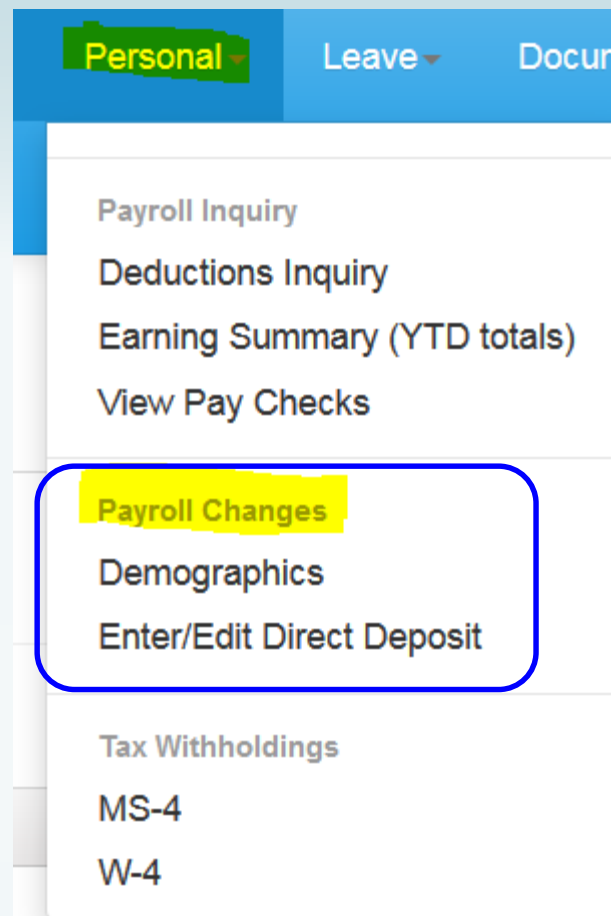 Personal Leave Docur
Payroll Inquiry
Deductions Inquiry
Earning Summary (YTD totals)
View Pay Checks
Payroll Changes
Demographics
Enter/Edit Direct Deposit
Tax Withholdings
MS-4
W-4